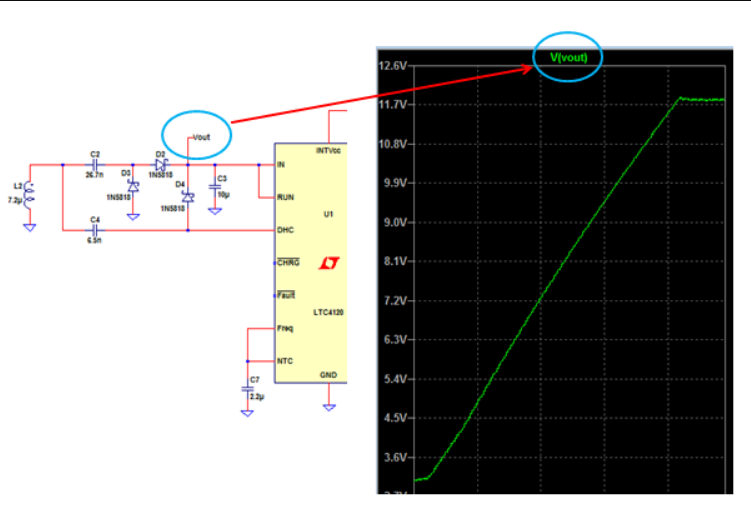 V(vout)
12.6V
11.7V
10.8V
9.9V
9.0V
8.1V
7.2V
6.3V
5.4V
4.5V
3.6V
2.7V
Vout
C2
26.7n
D2
1N5818
D3
1N5818
D4
1N5818
C3
10µ
L2
7.2µ
C4
6.5n
INTVcc
IN
RUN
U1
DHC
CHRG
Fault
LTC4120
Freq
NTC
GND
C7
2.2µ